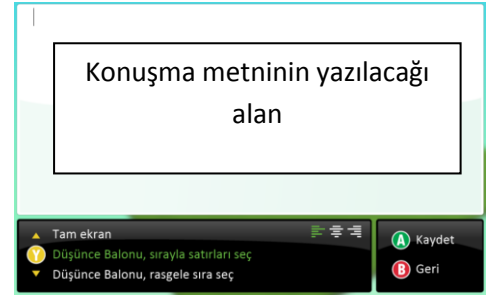 Konuşma metninin yazılacağı
alan
Tam ekran
Y Düşünce Balonu, sırayla satırları seç
Düşünce Balonu, rasgele sıra seç
A Kaydet
B Geri